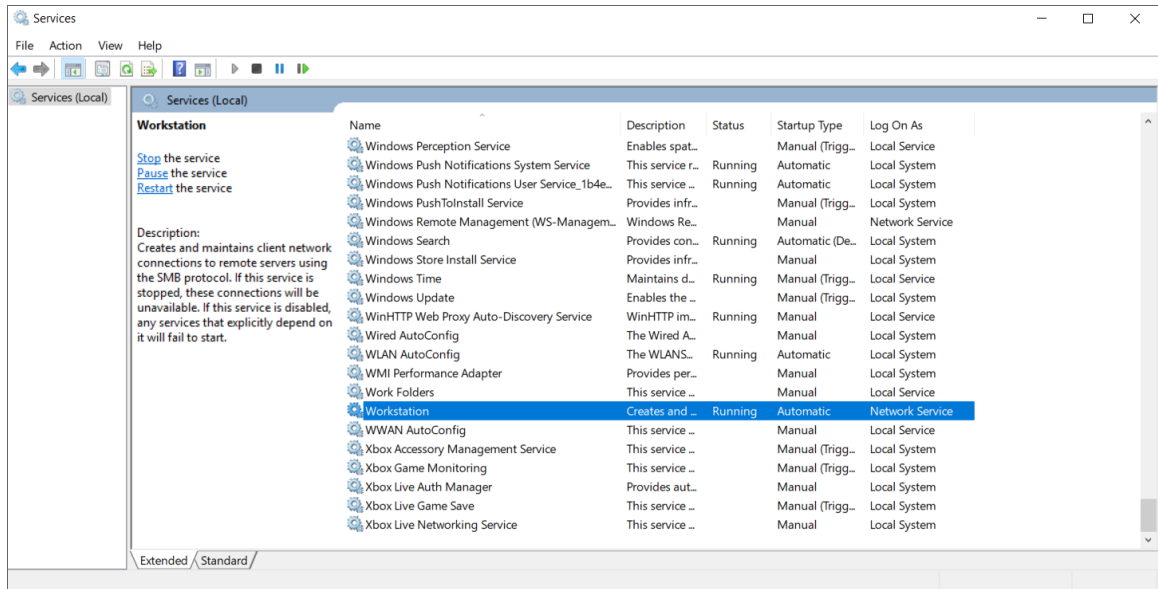 Services
File Action View Help
Services (Local)
Services (Local)
Workstation
Stop the service
Pause the service
Restart the service
Description:
Creates and maintains client network
connections to remote servers using
the SMB protocol. If this service is
stopped, these connections will be
unavailable. If this service is disabled,
any services that explicitly depend on
it will fail to start.
Name Description Status Startup Type Log On As
Windows Perception Service Enables spat... Manual (Trigg... Local Service
Windows Push Notifications System Service This service r... Running Automatic Local System
Windows Push Notifications User Service_1b4e... This service ... Running Automatic Local System
Windows PushToInstall Service Provides infr... Manual (Trigg... Local System
Windows Remote Management (WS-Managem... Windows Re... Manual Network Service
Windows Search Provides con... Running Automatic (De... Local System
Windows Store Install Service Provides infr... Manual Local System
Windows Time Maintains d... Running Manual (Trigg... Local Service
Windows Update Enables the ... Manual (Trigg... Local System
WinHTTP Web Proxy Auto-Discovery Service WinHTTP im... Running Manual Local Service
Wired AutoConfig The Wired A... Manual Local System
WLAN AutoConfig The WLANS... Running Automatic Local System
WMI Performance Adapter Provides per... Manual Local System
Work Folders This service ... Manual Local Service
Workstation Creates and ... Running Automatic Network Service
WWAN AutoConfig This service ... Manual Local Service
Xbox Accessory Management Service This service ... Manual (Trigg... Local System
Xbox Game Monitoring This service ... Manual (Trigg... Local System
Xbox Live Auth Manager Provides aut... Manual Local System
Xbox Live Game Save This service ... Manual (Trigg... Local System
Xbox Live Networking Service This service ... Manual Local System
Extended Standard